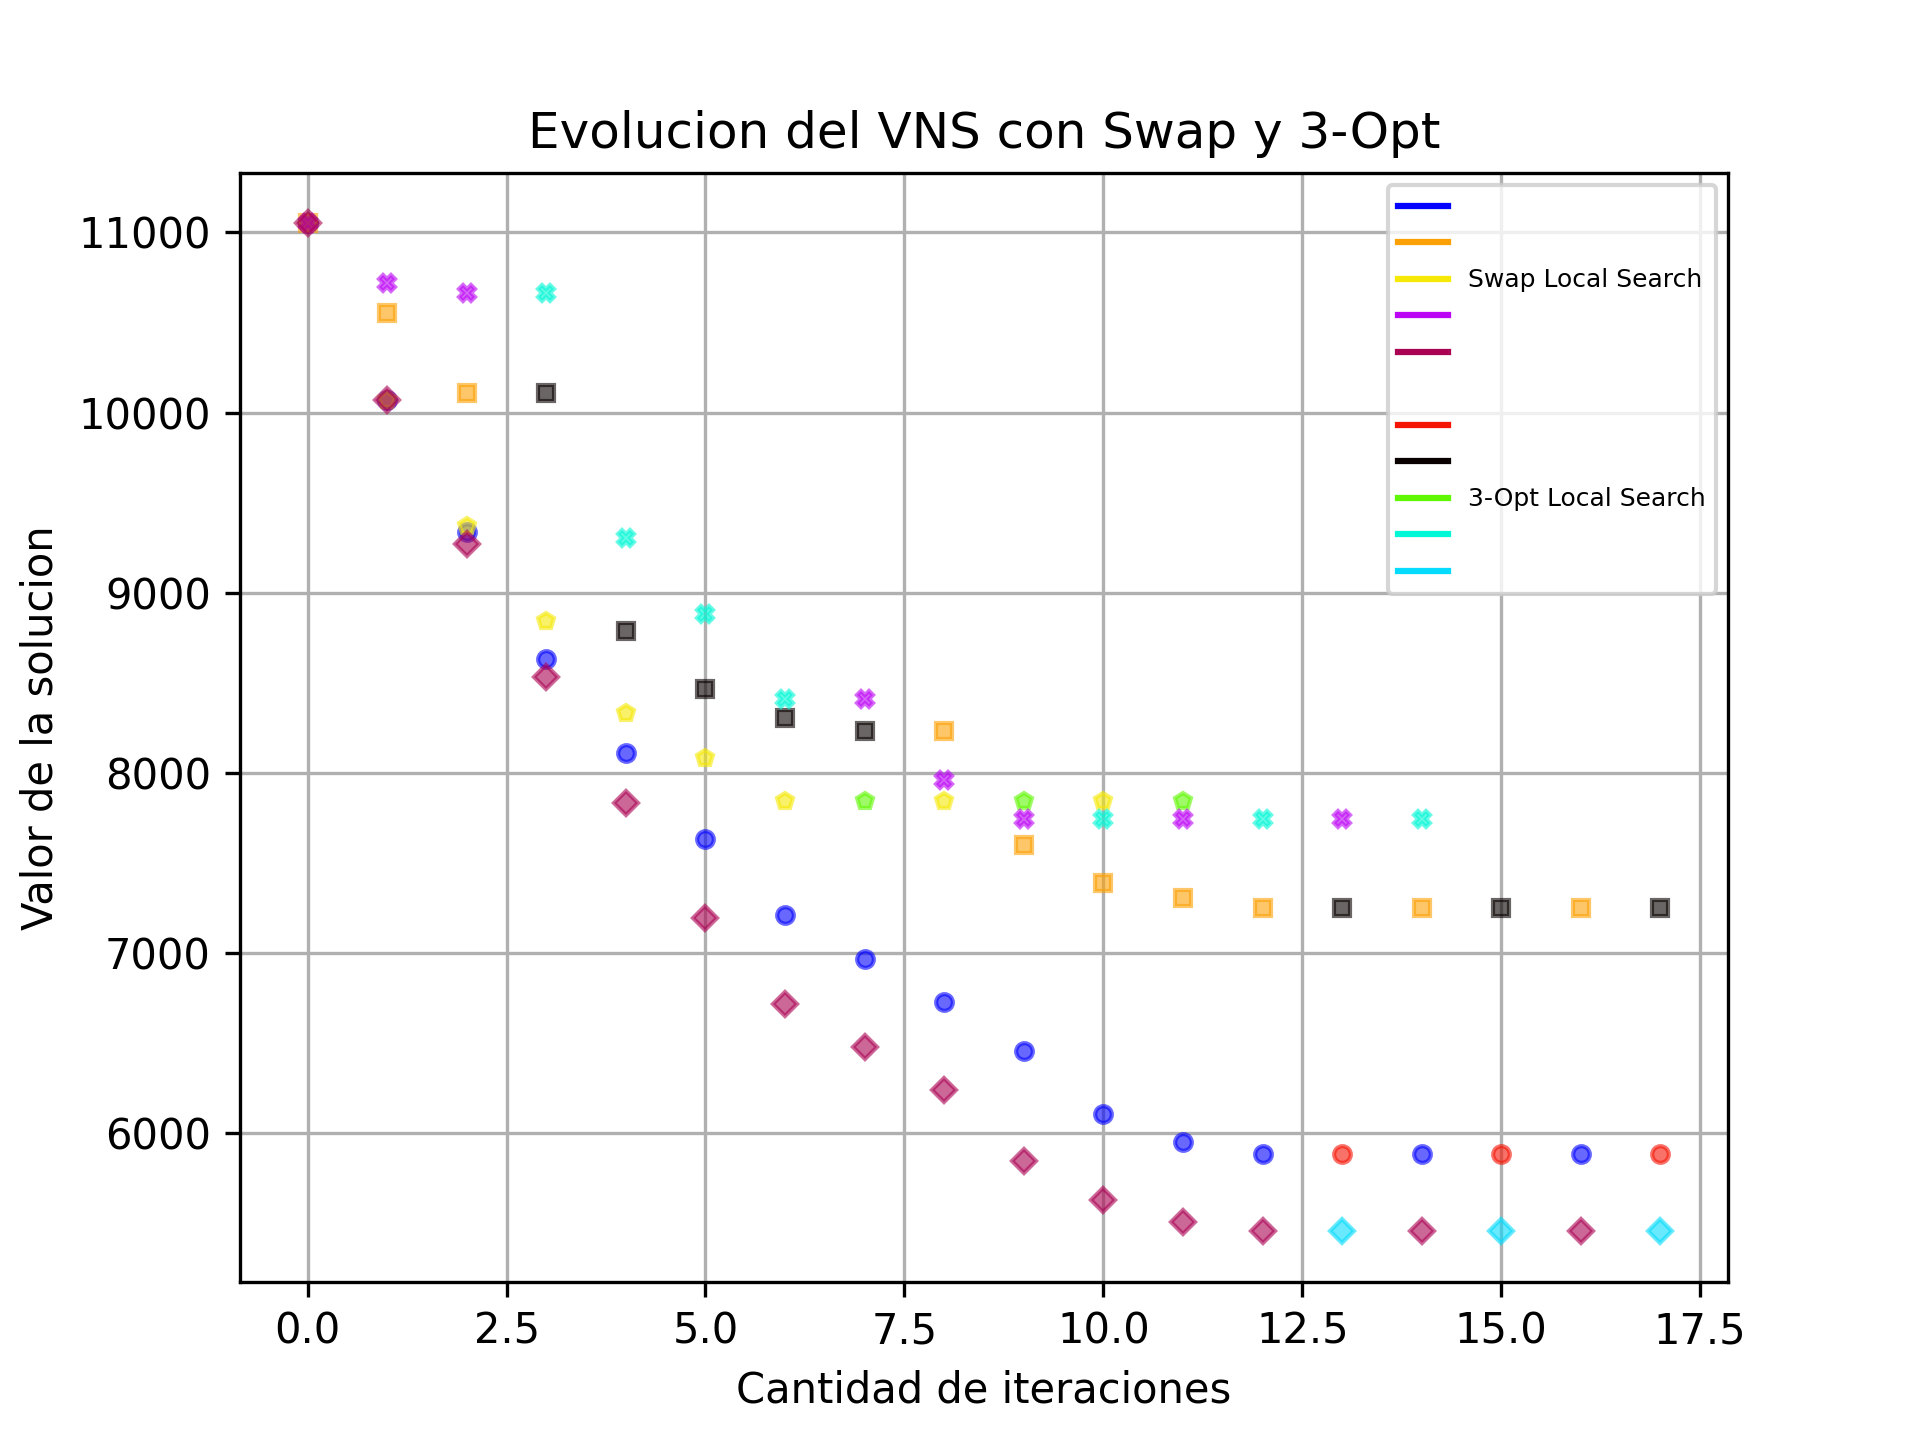 Evolucion del VNS con Swap y 3-Opt
11000
10000
9000
8000
7000
6000
Valor de la solucion
Swap Local Search
3-Opt Local Search
0.0 2.5 5.0 7.5 10.0 12.5 15.0 17.5
Cantidad de iteraciones